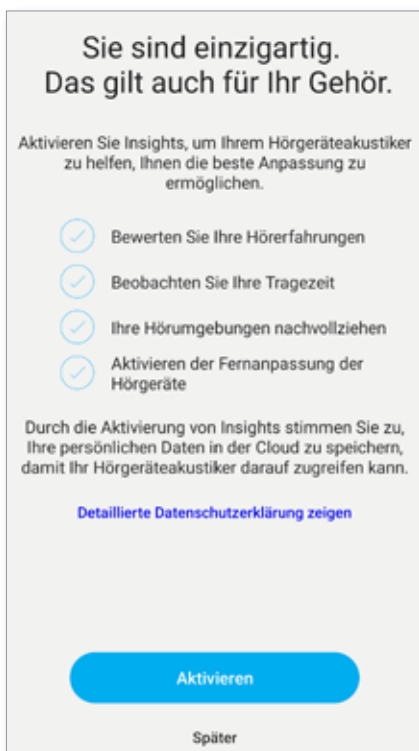 Sie sind einzigartig.
Das gilt auch für Ihr Gehör.
Aktivieren Sie Insights, um Ihrem Hörgeräteakustiker
zu helfen, Ihnen die beste Anpassung zu
ermöglichen.
Bewerten Sie Ihre Hörerfahrungen
Beobachten Sie Ihre Tragezeit
Ihre Hörumgebungen nachvollziehen
Aktivieren der Fernanpassung der
Hörgeräte
Durch die Aktivierung von Insights stimmen Sie zu,
Ihre persönlichen Daten in der Cloud zu speichern,
damit Ihr Hörgeräteakustiker darauf zugreifen kann.
Detaillierte Datenschutzerklärung zeigen
Aktivieren
Später